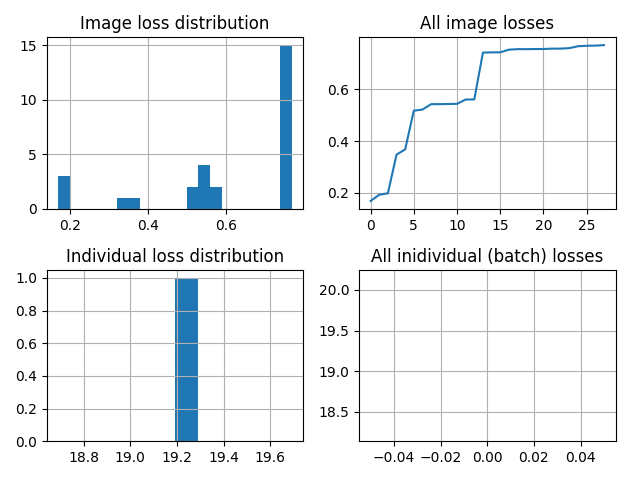 Image loss distribution
15
10
5
0
0.2 0.4 0.6
All image losses
0.6
0.4
0.2
0 5 10 15 20 25
Individual loss distribution
1.0
0.8
0.6
0.4
0.2
0.0
18.8 19.0 19.2 19.4 19.6
All inidividual (batch) losses
20.0
19.5
19.0
18.5
−0.04 −0.02 0.00 0.02 0.04